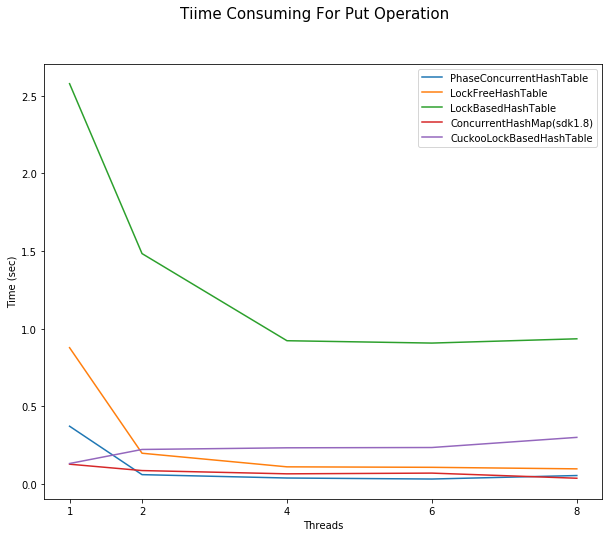 Tiime Consuming For Put Operation
PhaseConcurrentHashTable
LockFreeHashTable
LockBasedHashTable
ConcurrentHashMap(sdk1.8)
CuckooLockBasedHashTable
2.5
2.0
1.5
1.0
0.5
0.0
Time (sec)
1
2
4
6
8
Threads